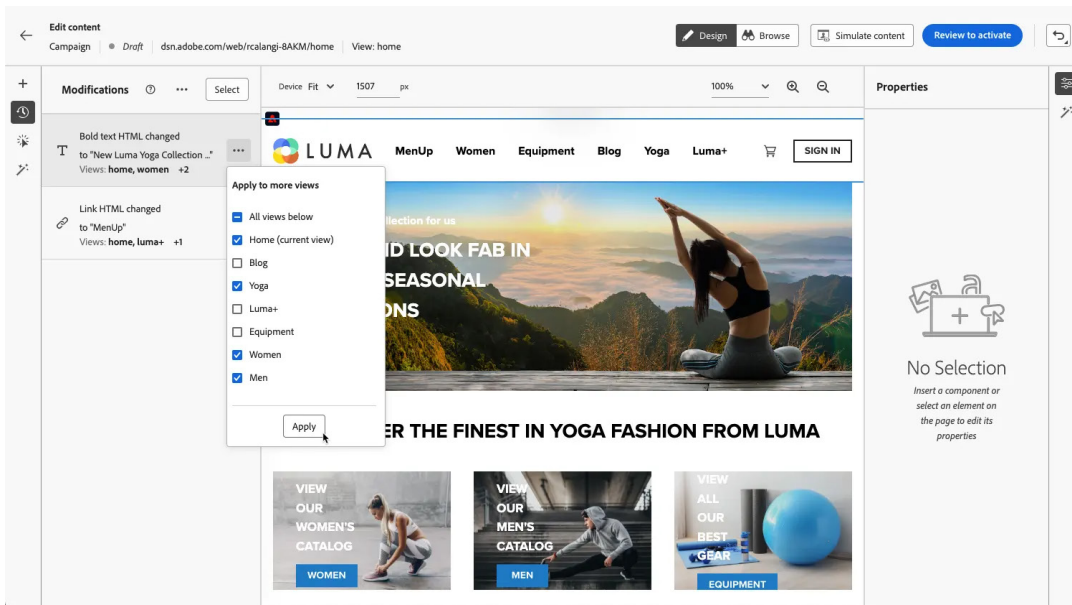 Edit content
Campaign Draft dsn.adobe.com/web/rcalangi-8AKM/home View: home
Design Browse Simulate content Review to activate
Modifications Select
Device Fit 1507 px 100%
Properties
Bold text HTML changed
to "New Luma Yoga Collection ..."
Views: home, women +2
Link HTML changed
to "MenUp"
Views: home, luma+ +1
Apply to more views
All views below
Home (current view)
Blog
Yoga
Luma+
Equipment
Women
Men
Apply
LUMA MenUp Women Equipment Blog Yoga Luma+ SIGN IN
llection for us
LOOK FAB IN
SEASONAL
ONS
THE FINEST IN YOGA FASHION FROM LUMA
VIEW
OUR
WOMEN'S
CATALOG
WOMEN
VIEW
OUR
MEN'S
CATALOG
MEN
VIEW
ALL
OUR
BEST
GEAR
EQUIPMENT
No Selection
Insert a component or
select an element on
the page to edit its
properties